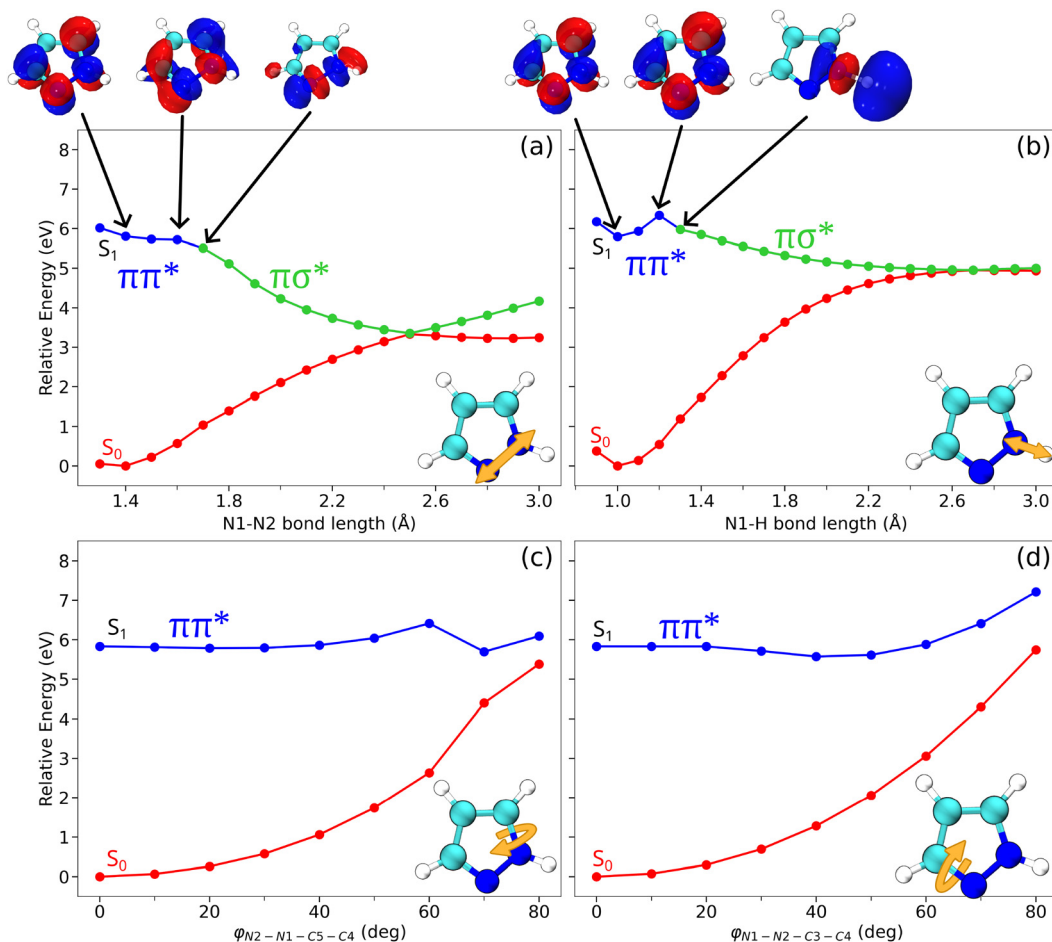 (a)
8
7
6
5
4
3
2
1
0
Relative Energy (eV)
S₁
ππ*
πσ*
S₀
1.4
1.8
2.2
2.6
3.0
N1-N2 bond length (Å)
(b)
S₁
ππ*
πσ*
S₀
1.0
1.4
1.8
2.2
2.6
3.0
N1-H bond length (Å)
(c)
8
7
6
5
4
3
2
1
0
Relative Energy (eV)
S₁
ππ*
S₀
0
20
40
60
80
φN2−N1−C5−C4 (deg)
(d)
S₁
ππ*
S₀
0
20
40
60
80
φN1−N2−C3−C4 (deg)